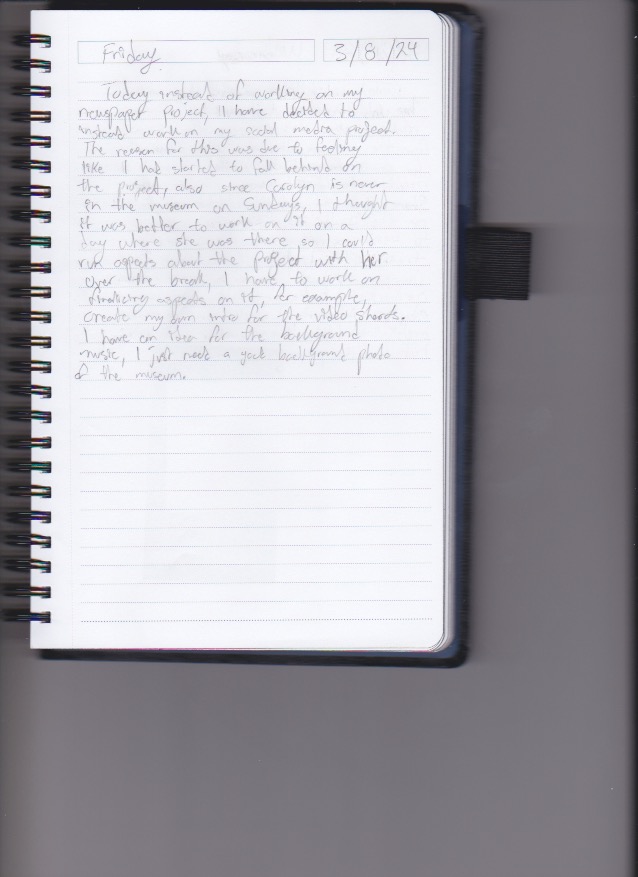 Friday 3/8/24
Today instead of working on my
newspaper project, I have decided to
instead work on my social media project.
The reason for this was due to feeling
like I had started to fall behind on
the project, also since Carolyn is never
in the museum on Sundays, I thought
it was better to work on it on a
day where she was there, so I could
run aspects about the project with her
over the break, I have to work on
finalizing aspects on it, for example,
create my own intro for the video shorts.
I have an idea for the background
music, I just need a good background photo
of the museum.